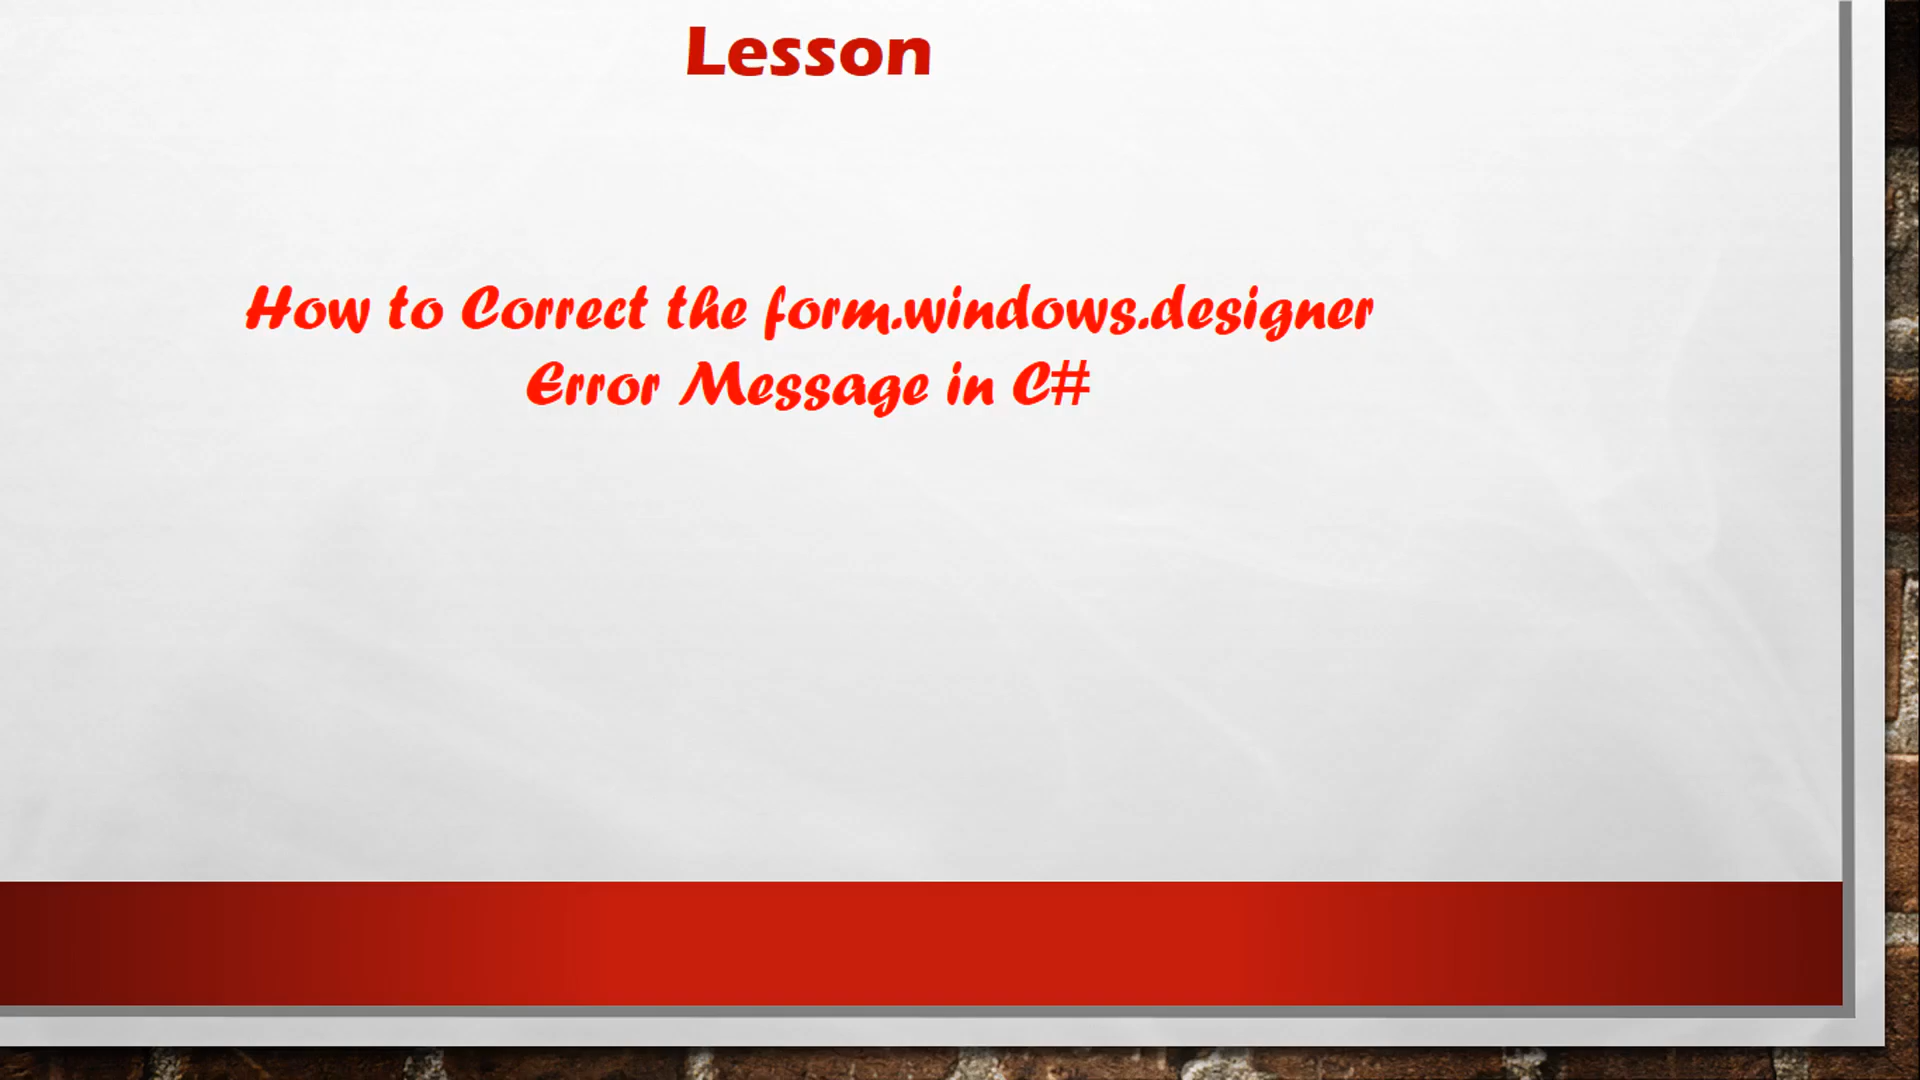 Lesson
How to Correct the form.windows.designer
Error Message in C#